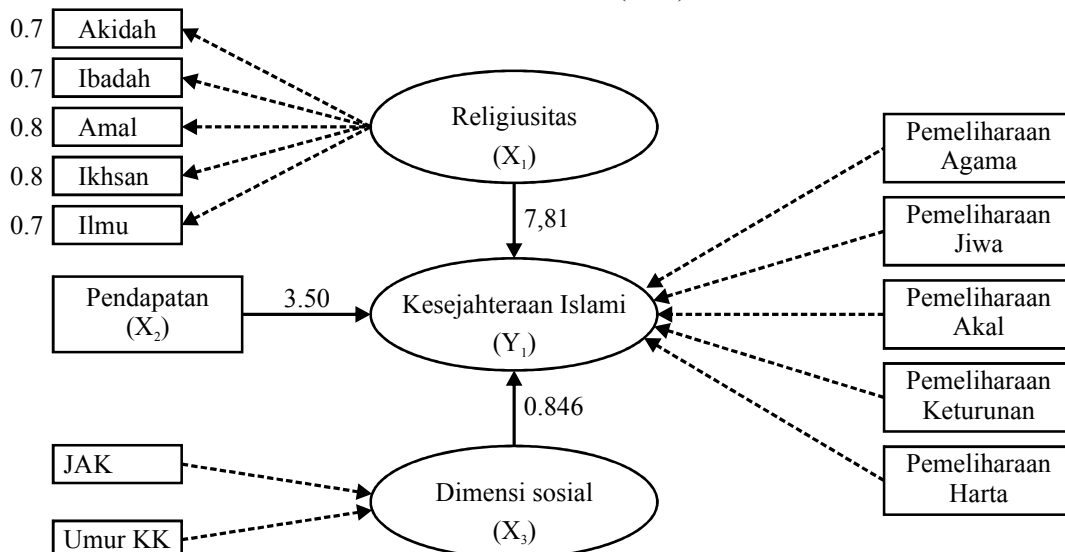 0.7 Akidah
0.7 Ibadah
0.8 Amal
0.8 Ikhsan
0.7 Ilmu
Religiusitas
(X₁)
7,81
Pendapatan
(X₂)
3.50
Kesejahteraan Islami
(Y₁)
0.846
JAK
Umur KK
Dimensi sosial
(X₃)
Pemeliharaan
Agama
Pemeliharaan
Jiwa
Pemeliharaan
Akal
Pemeliharaan
Keturunan
Pemeliharaan
Harta